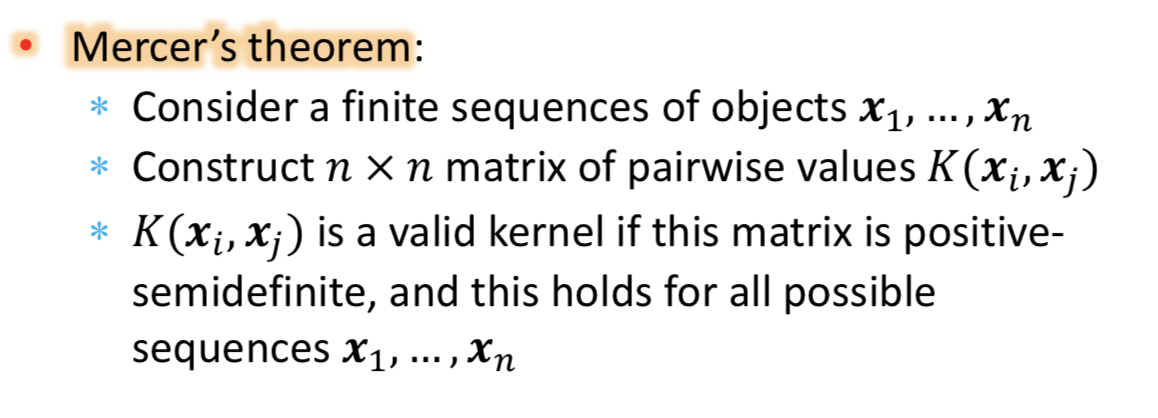 • Mercer’s theorem:
* Consider a finite sequences of objects 𝒙₁, … , 𝒙ₙ
* Construct 𝑛 × 𝑛 matrix of pairwise values 𝐾(𝒙ᵢ, 𝒙ⱼ)
* 𝐾(𝒙ᵢ, 𝒙ⱼ) is a valid kernel if this matrix is positive-
semidefinite, and this holds for all possible
sequences 𝒙₁, … , 𝒙ₙ